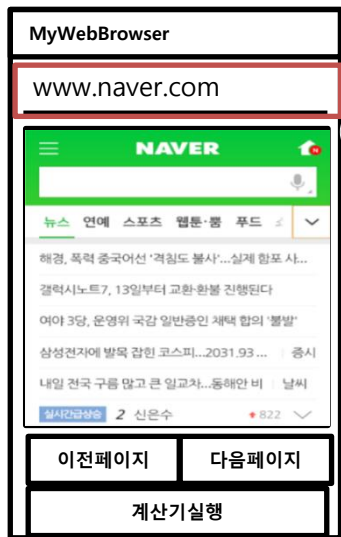 MyWebBrowser
www.naver.com
NAVER
뉴스 연예 스포츠 웹툰·뿜 푸드
해경, 폭력 중국어선 '격침도 불사'...실제 함포 사...
갤럭시노트7, 13일부터 교환·환불 진행된다
여야 3당, 운영위 국감 일반증인 채택 합의 '불발'
삼성전자에 발목 잡힌 코스피...2031.93 ... 증시
내일 전국 구름 많고 큰 일교차...동해안 비 날씨
실시간급상승 2 신은수 822
이전페이지 다음페이지
계산기실행